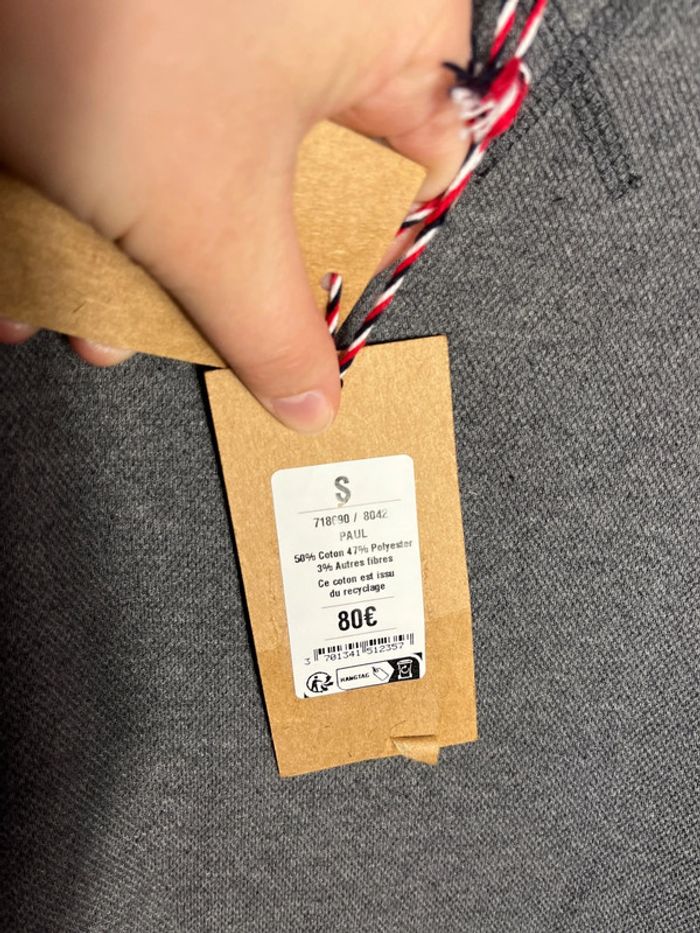 S
718690 / 8042
PAUL
50% Coton 47% Polyester
3% Autres fibres
Ce coton est issu
du recyclage
80€
3 701341 512357
HANGTAG